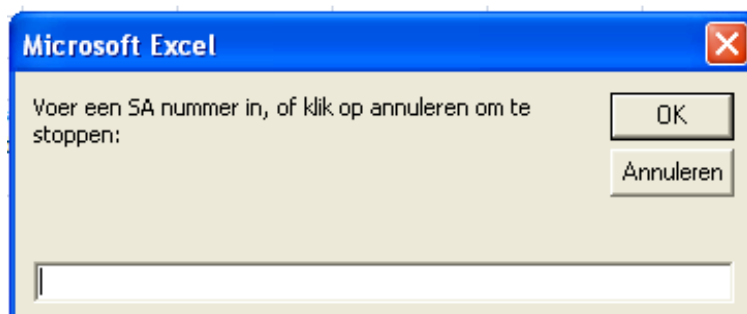 Microsoft Excel
Voer een SA nummer in, of klik op annuleren om te
stoppen:
OK
Annuleren